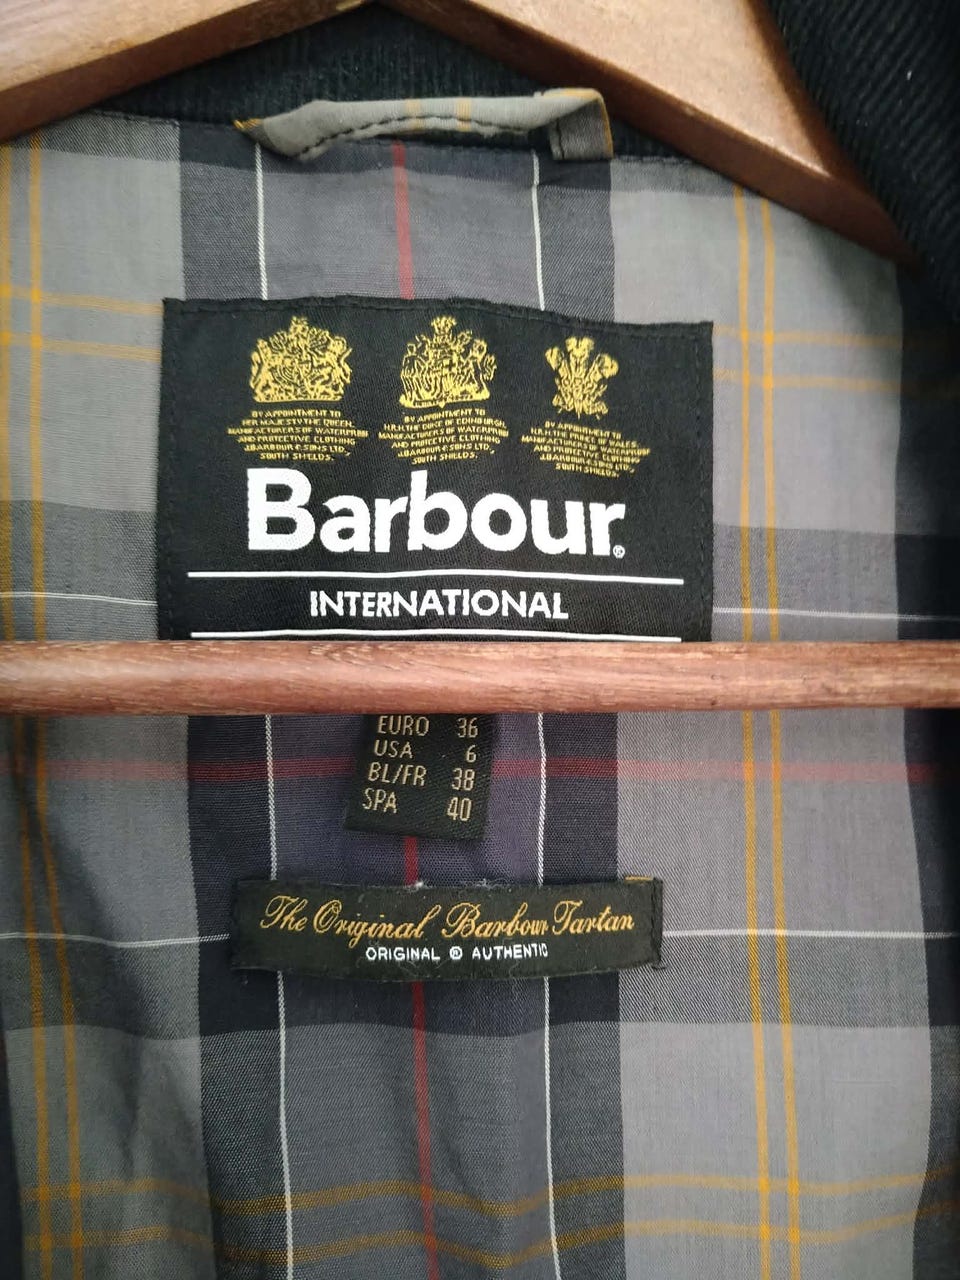 BY APPOINTMENT TO
HER MAJESTY THE QUEEN,
MANUFACTURERS OF WATERPROOF
AND PROTECTIVE CLOTHING
J.BARBOUR & SONS LTD.,
SOUTH SHIELDS.
BY APPOINTMENT TO
H.R.H. THE DUKE OF EDINBURGH,
MANUFACTURERS OF WATERPROOF
AND PROTECTIVE CLOTHING
J.BARBOUR & SONS LTD.,
SOUTH SHIELDS.
BY APPOINTMENT TO
H.R.H. THE PRINCE OF WALES,
MANUFACTURERS OF WATERPROOF
AND PROTECTIVE CLOTHING
J.BARBOUR & SONS LTD.,
SOUTH SHIELDS.
Barbour®
INTERNATIONAL
EURO 36
USA 6
BL/FR 38
SPA 40
The Original Barbour Tartan
ORIGINAL ® AUTHENTIC